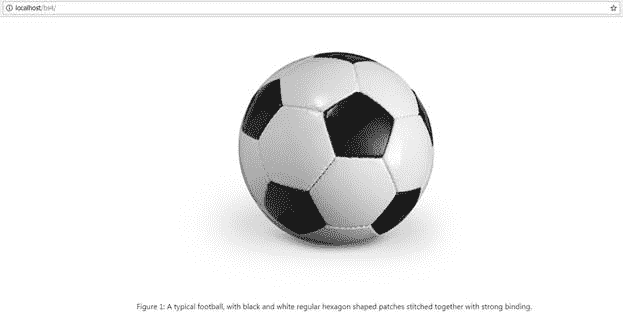 localhost/bs4/
Figure 1: A typical football, with black and white regular hexagon shaped patches stitched together with strong binding.